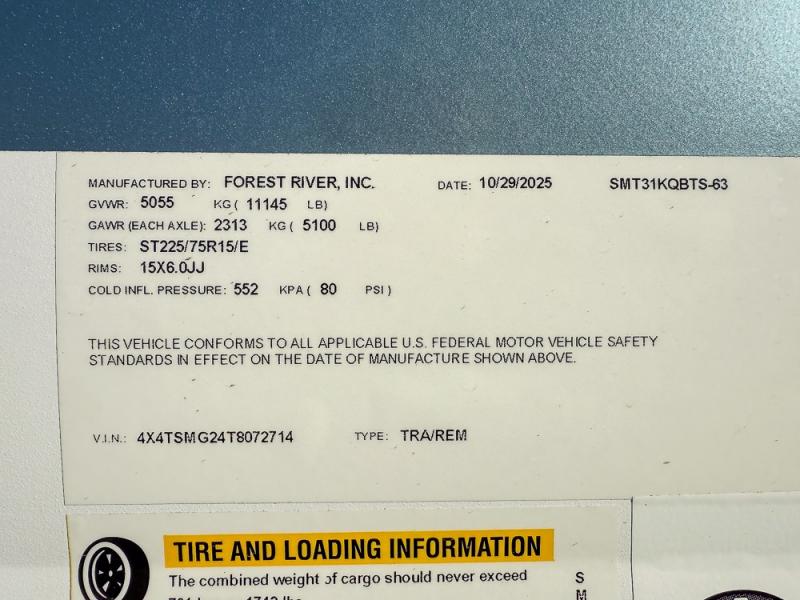 MANUFACTURED BY: FOREST RIVER, INC. DATE: 10/29/2025 SMT31KQBTS-63
GVWR: 5055 KG ( 11145 LB)
GAWR (EACH AXLE): 2313 KG ( 5100 LB)
TIRES: ST225/75R15/E
RIMS: 15X6.0JJ
COLD INFL. PRESSURE: 552 KPA ( 80 PSI )
THIS VEHICLE CONFORMS TO ALL APPLICABLE U.S. FEDERAL MOTOR VEHICLE SAFETY
STANDARDS IN EFFECT ON THE DATE OF MANUFACTURE SHOWN ABOVE.
V.I.N.: 4X4TSMG24T8072714 TYPE: TRA/REM
TIRE AND LOADING INFORMATION
The combined weight of cargo should never exceed
S
M